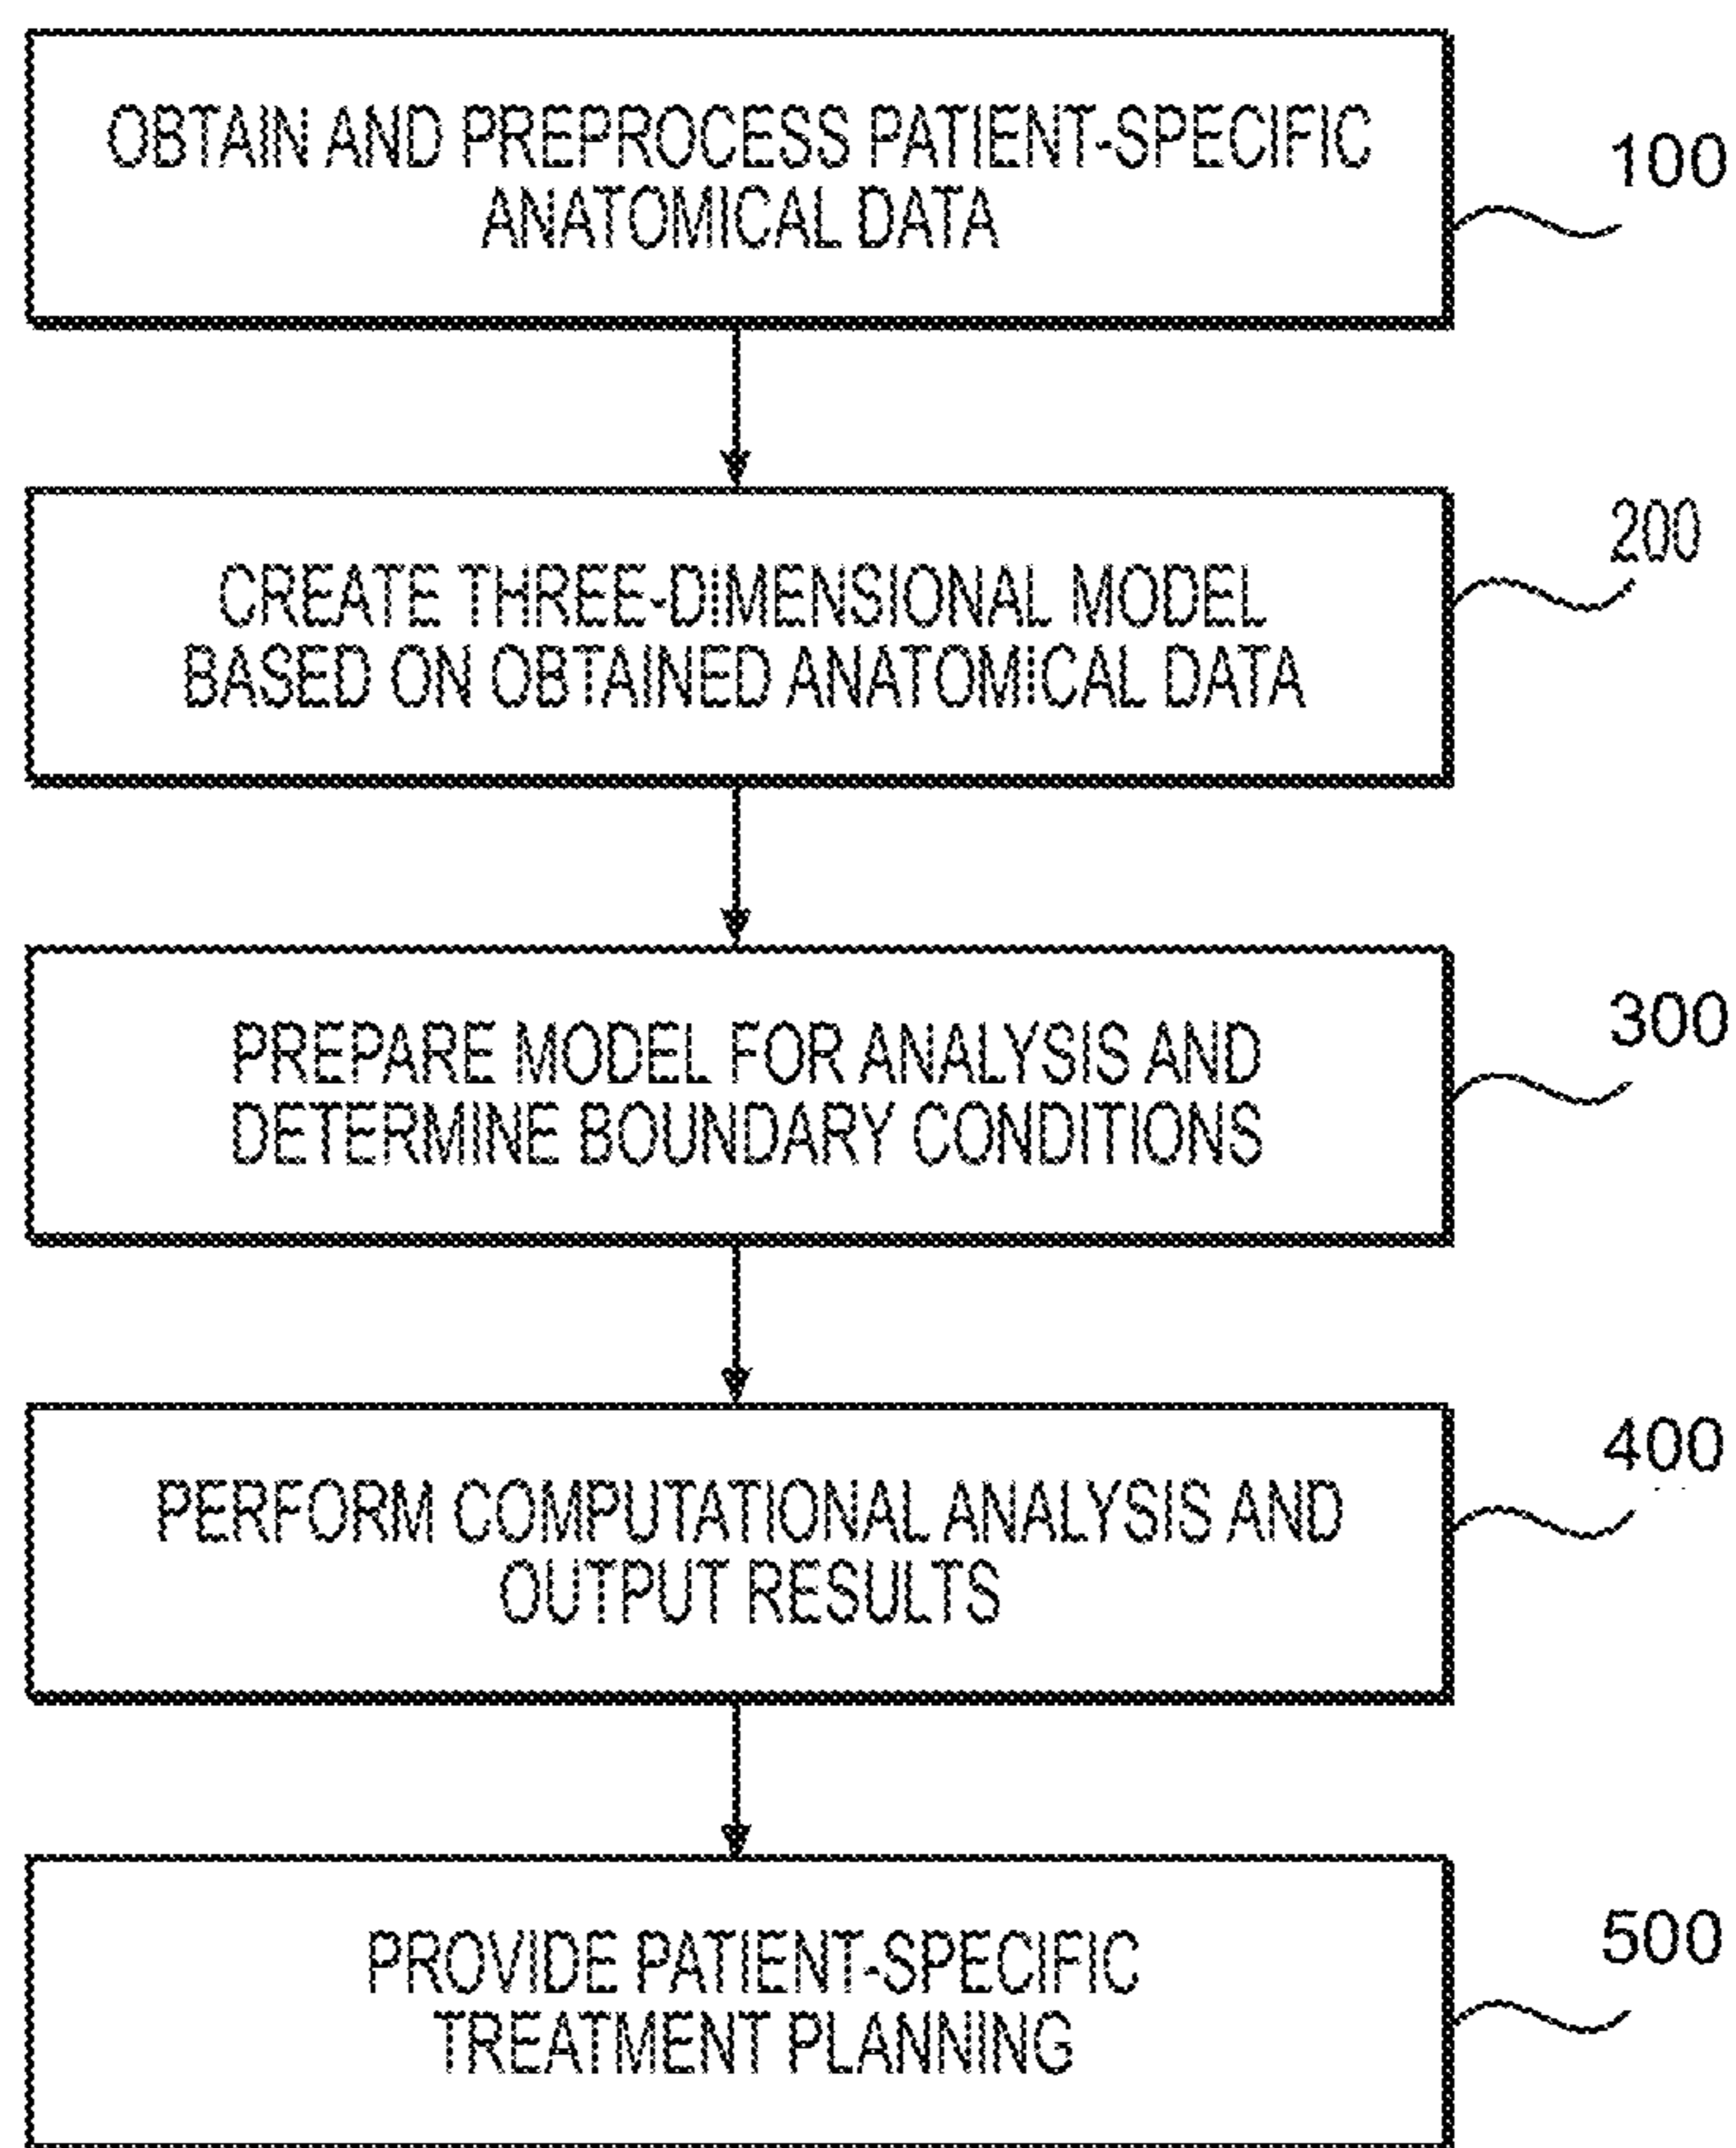 OBTAIN AND PREPROCESS PATIENT-SPECIFIC
ANATOMICAL DATA
100
CREATE THREE-DIMENSIONAL MODEL
BASED ON OBTAINED ANATOMICAL DATA
200
PREPARE MODEL FOR ANALYSIS AND
DETERMINE BOUNDARY CONDITIONS
300
PERFORM COMPUTATIONAL ANALYSIS AND
OUTPUT RESULTS
400
PROVIDE PATIENT-SPECIFIC
TREATMENT PLANNING
500